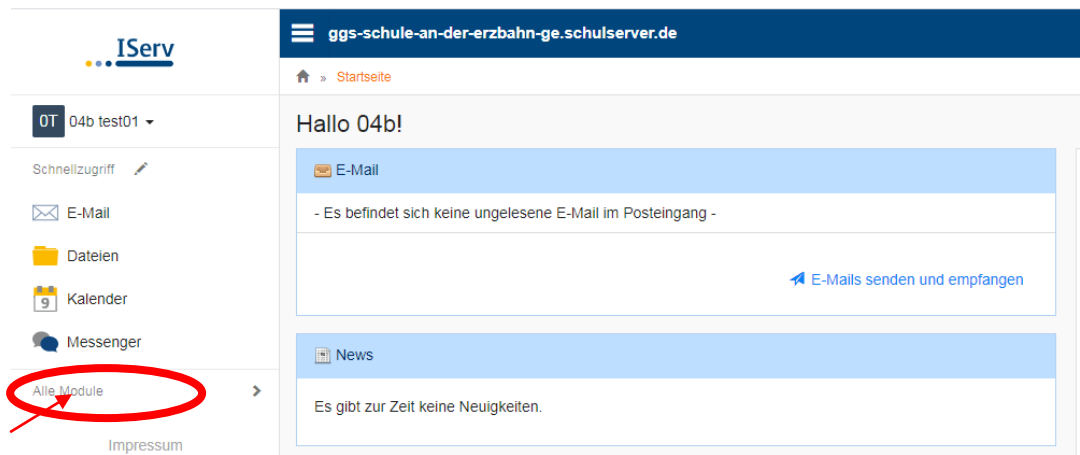 IServ
ggs-schule-an-der-erzbahn-ge.schulserver.de
» Startseite
OT 04b test01
Hallo 04b!
Schnellzugriff
E-Mail
9 Kalender
Dateien
Messenger
Alle Module
Impressum
E-Mail
- Es befindet sich keine ungelesene E-Mail im Posteingang -
E-Mails senden und empfangen
News
Es gibt zur Zeit keine Neuigkeiten.